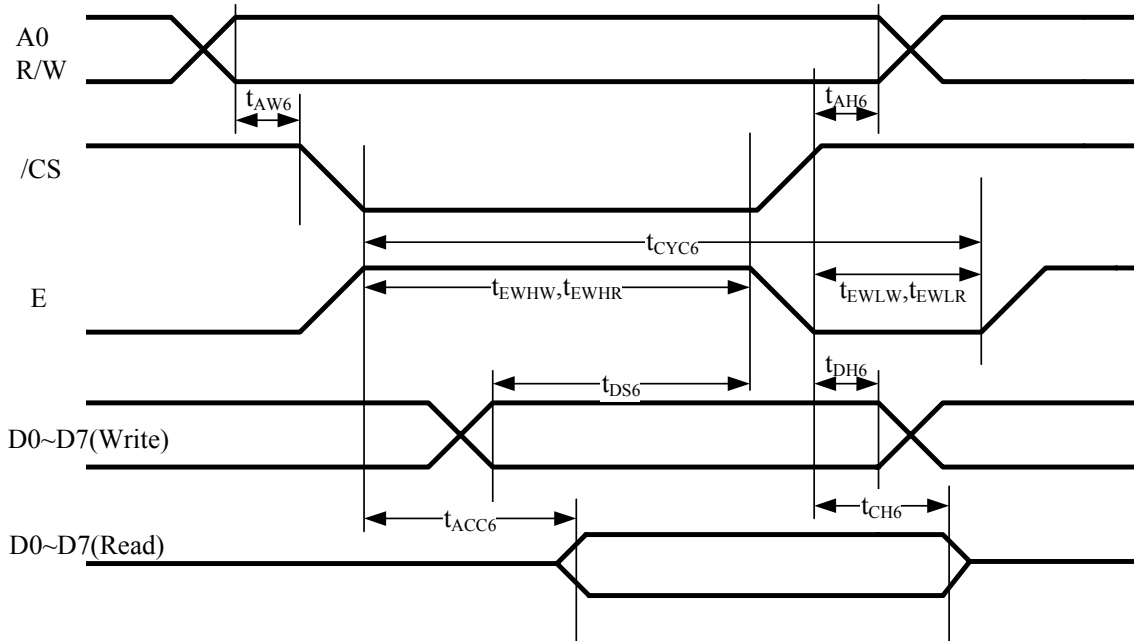 A0
R/W
tAW6
tAH6
/CS
tCYC6
E
tEWHW,tEWHR
tEWLW,tEWLR
tDS6
tDH6
D0~D7(Write)
tACC6
tCH6
D0~D7(Read)